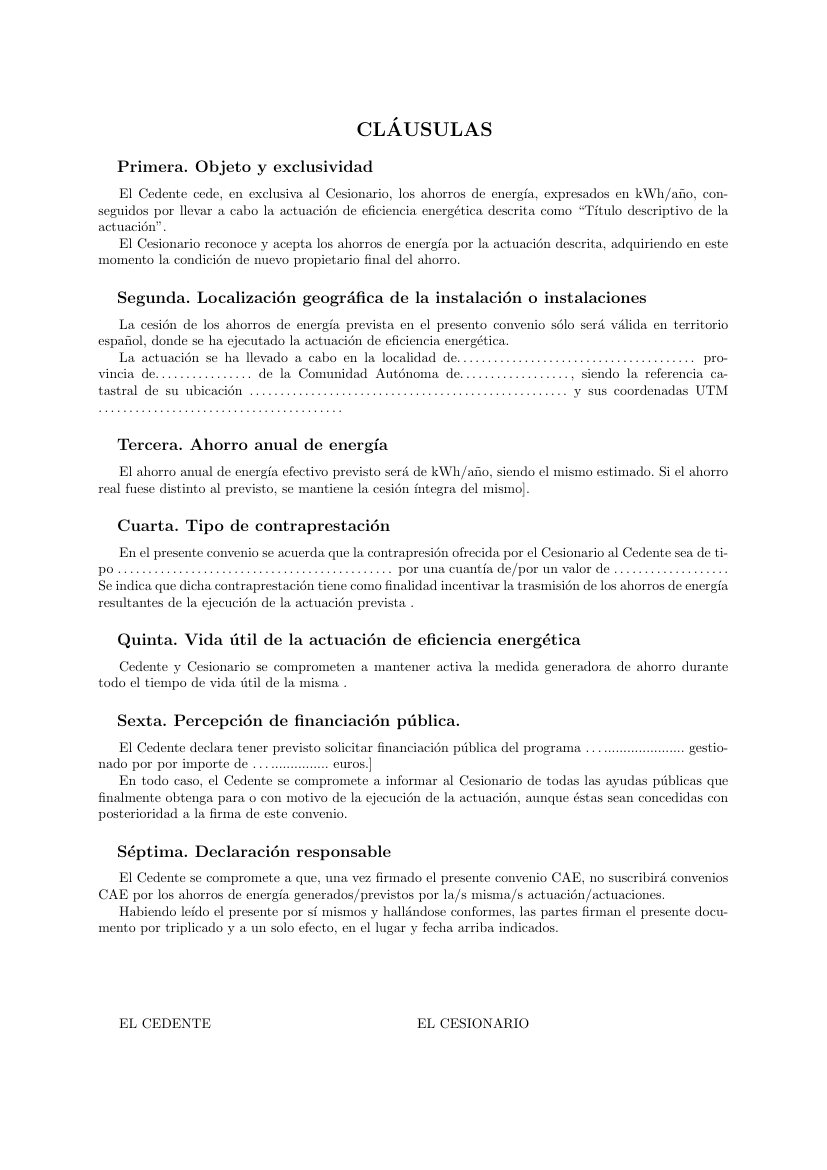 CLÁUSULAS
Primera. Objeto y exclusividad
El Cedente cede, en exclusiva al Cesionario, los ahorros de energía, expresados en kWh/año, con-
seguidos por llevar a cabo la actuación de eficiencia energética descrita como “Título descriptivo de la
actuación”.
El Cesionario reconoce y acepta los ahorros de energía por la actuación descrita, adquiriendo en este
momento la condición de nuevo propietario final del ahorro.
Segunda. Localización geográfica de la instalación o instalaciones
La cesión de los ahorros de energía prevista en el presente convenio sólo será válida en territorio
español, donde se ha ejecutado la actuación de eficiencia energética.
La actuación se ha llevado a cabo en la localidad de....................................... pro-
vincia de................ de la Comunidad Autónoma de.................., siendo la referencia ca-
tastral de su ubicación .................................................... y sus coordenadas UTM
........................................
Tercera. Ahorro anual de energía
El ahorro anual de energía efectivo previsto será de kWh/año, siendo el mismo estimado. Si el ahorro
real fuese distinto al previsto, se mantiene la cesión íntegra del mismo].
Cuarta. Tipo de contraprestación
En el presente convenio se acuerda que la contrapresión ofrecida por el Cesionario al Cedente sea de ti-
po ............................................. por una cuantía de/por un valor de ...................
Se indica que dicha contraprestación tiene como finalidad incentivar la trasmisión de los ahorros de energía
resultantes de la ejecución de la actuación prevista .
Quinta. Vida útil de la actuación de eficiencia energética
Cedente y Cesionario se comprometen a mantener activa la medida generadora de ahorro durante
todo el tiempo de vida útil de la misma .
Sexta. Percepción de financiación pública.
El Cedente declara tener previsto solicitar financiación pública del programa ........................ gestio-
nado por por importe de .................. euros.]
En todo caso, el Cedente se compromete a informar al Cesionario de todas las ayudas públicas que
finalmente obtenga para o con motivo de la ejecución de la actuación, aunque éstas sean concedidas con
posterioridad a la firma de este convenio.
Séptima. Declaración responsable
El Cedente se compromete a que, una vez firmado el presente convenio CAE, no suscribirá convenios
CAE por los ahorros de energía generados/previstos por la/s misma/s actuación/actuaciones.
Habiendo leído el presente por sí mismos y hallándose conformes, las partes firman el presente docu-
mento por triplicado y a un solo efecto, en el lugar y fecha arriba indicados.
EL CEDENTE EL CESIONARIO